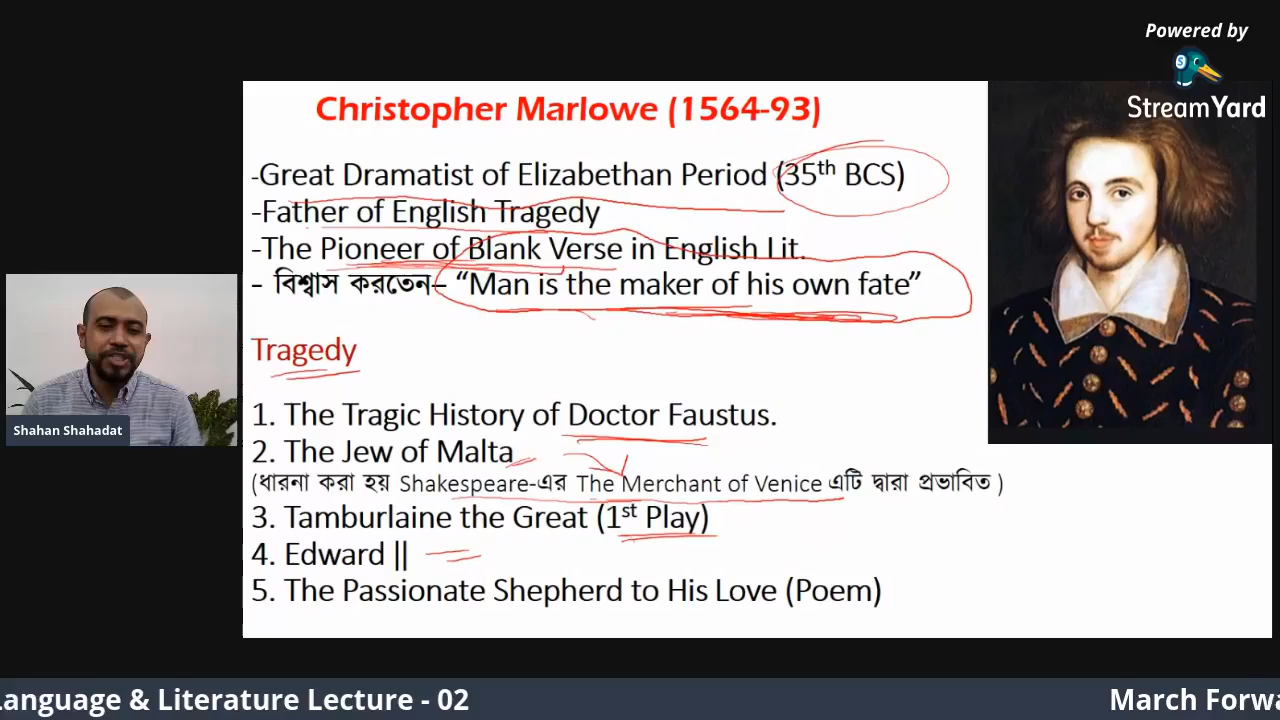 Powered by
StreamYard
Christopher Marlowe (1564-93)
-Great Dramatist of Elizabethan Period (35th BCS)
-Father of English Tragedy
-The Pioneer of Blank Verse in English Lit.
- বিশ্বাস করতেন– “Man is the maker of his own fate”
Tragedy
1. The Tragic History of Doctor Faustus.
2. The Jew of Malta
(ধারনা করা হয় Shakespeare-এর The Merchant of Venice এটি দ্বারা প্রভাবিত )
3. Tamburlaine the Great (1st Play)
4. Edward ||
5. The Passionate Shepherd to His Love (Poem)
Shahan Shahadat
Language & Literature Lecture - 02
March Forwa